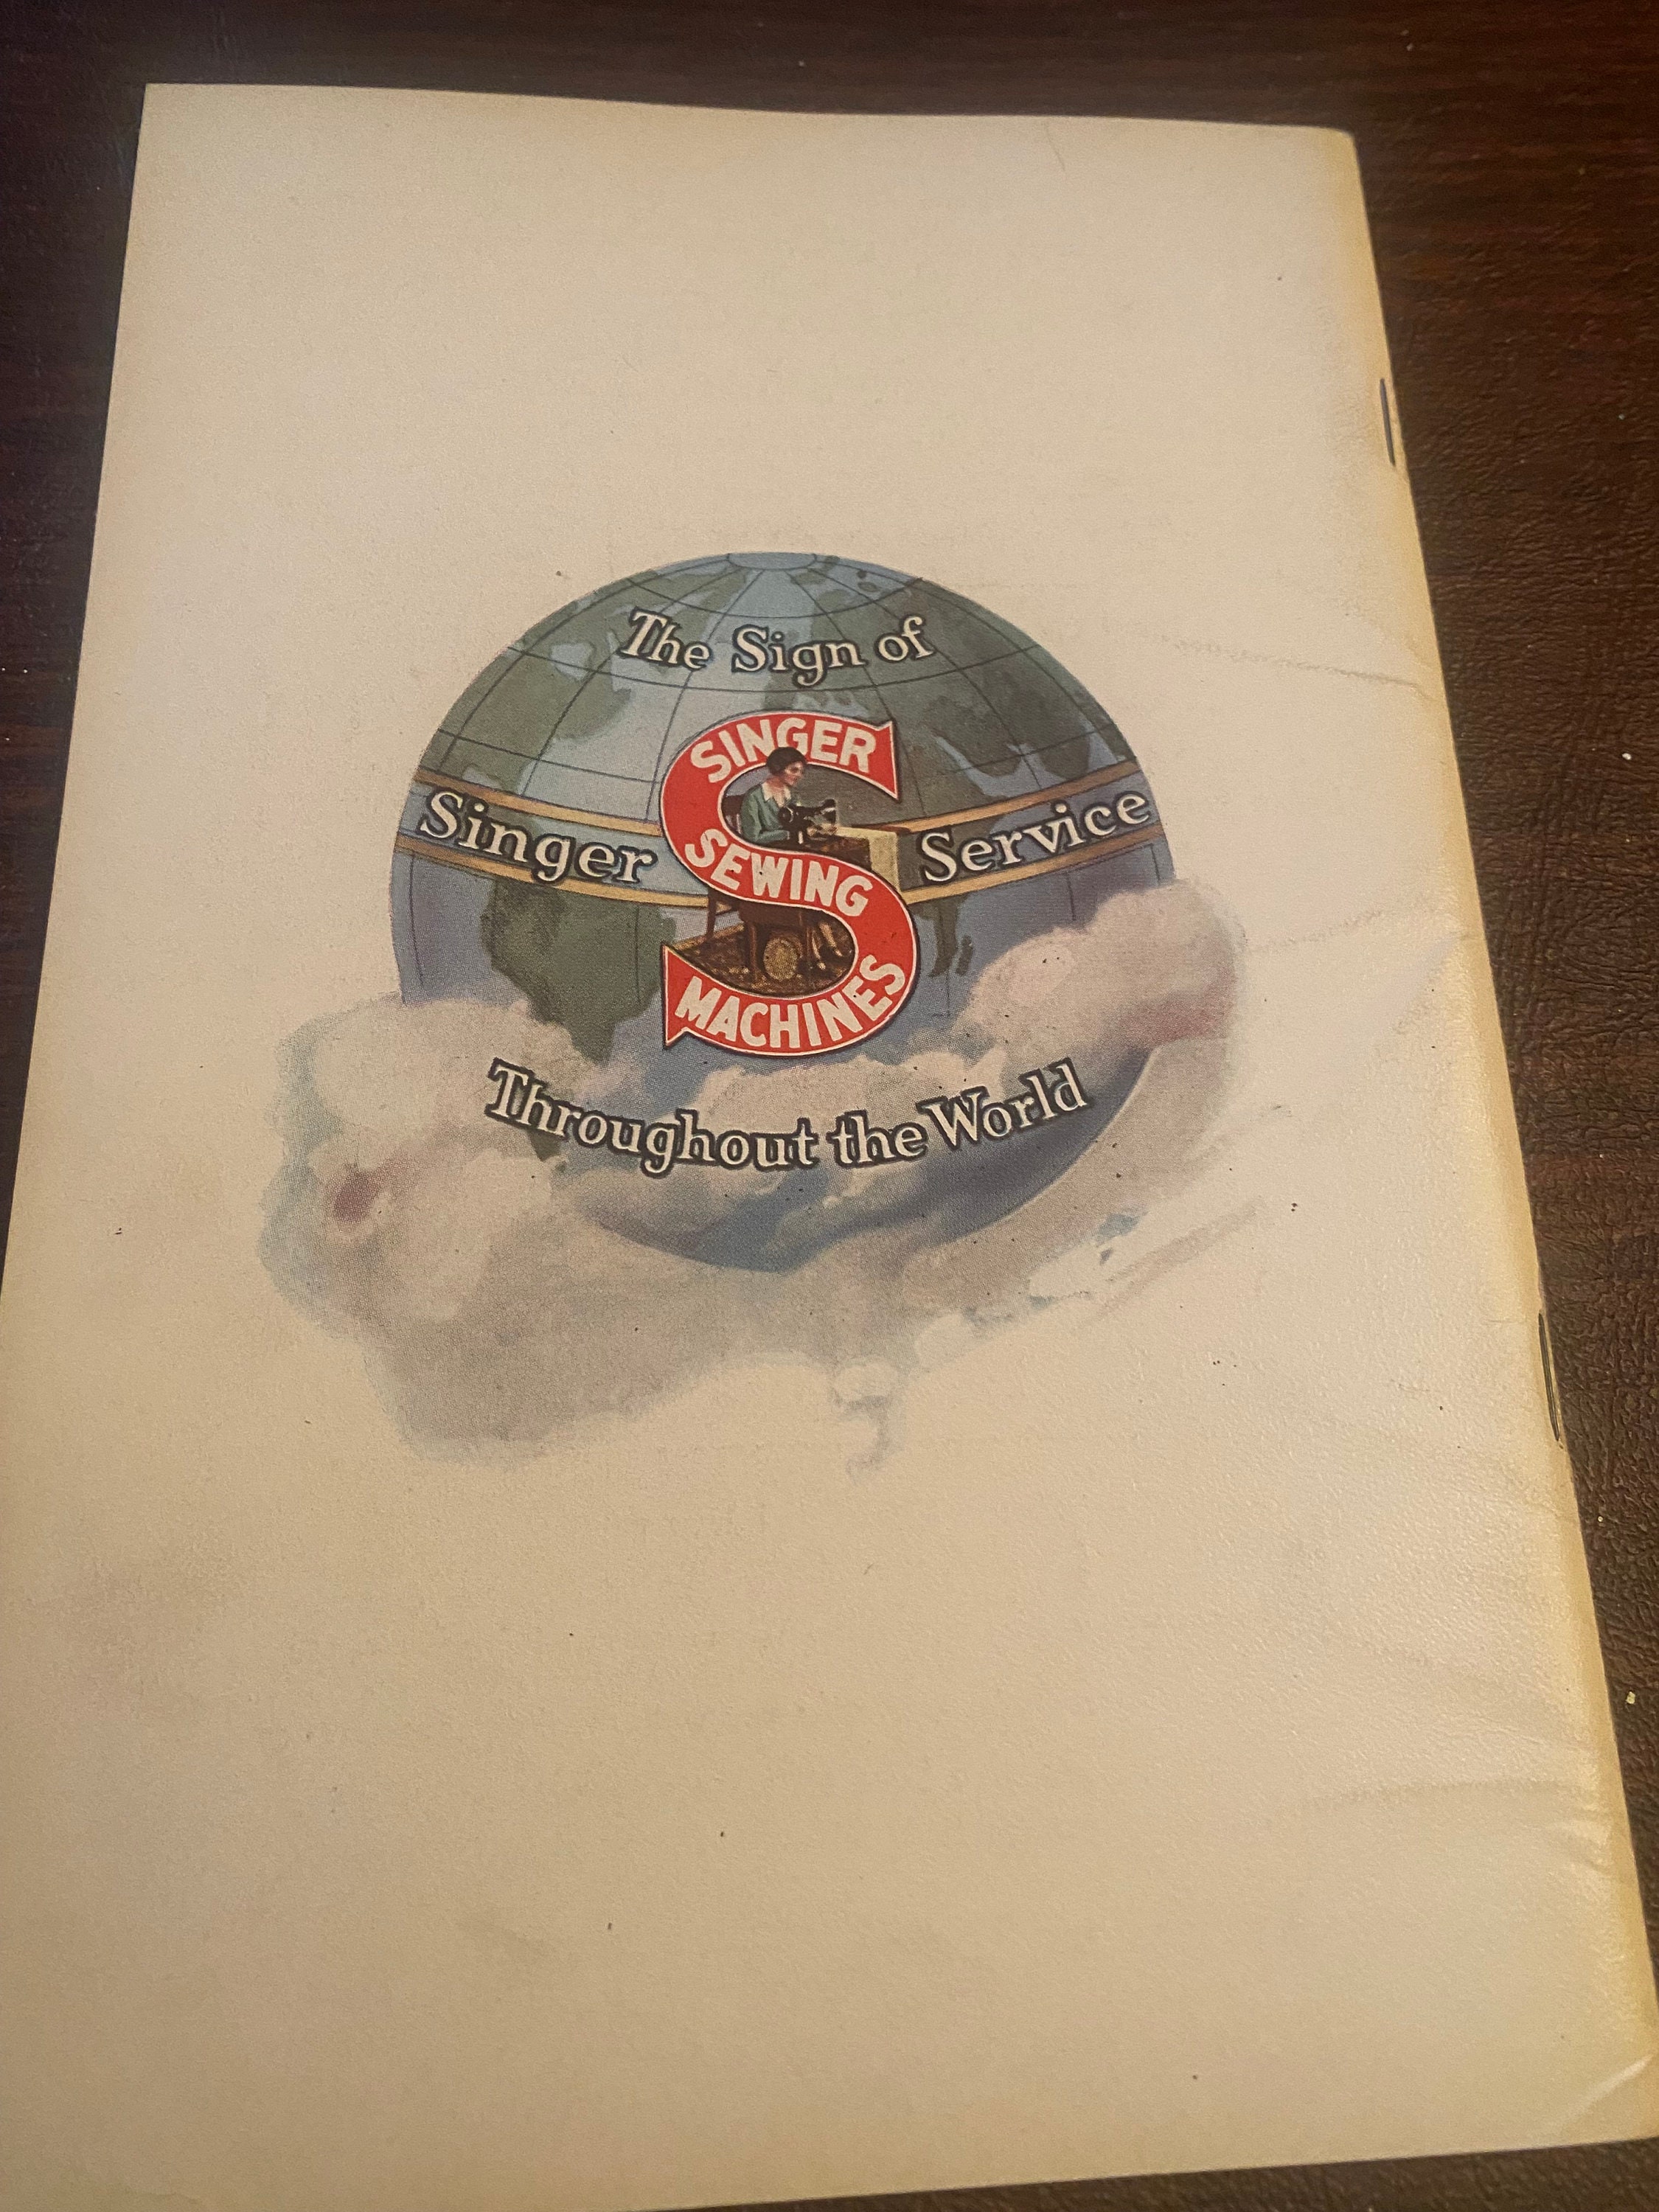 The Sign of
SINGER
Singer Service
SEWING
MACHINES
Throughout the World